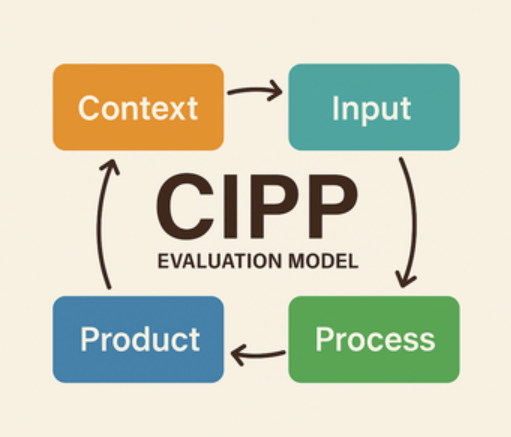 Context
Input
CIPP
EVALUATION MODEL
Product
Process